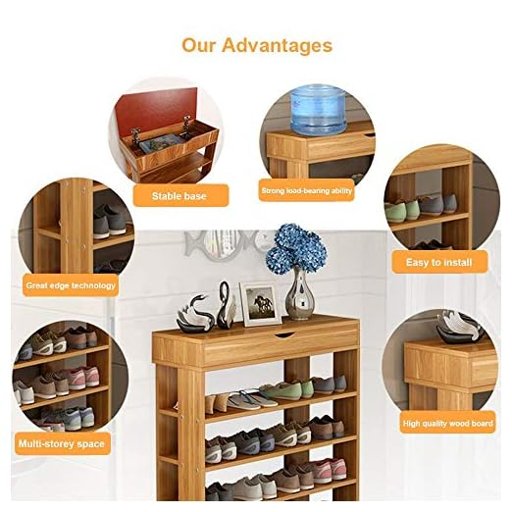 Our Advantages
Stable base
Strong load-bearing ability
Great edge technology
Easy to install
Multi-storey space
High quality wood board